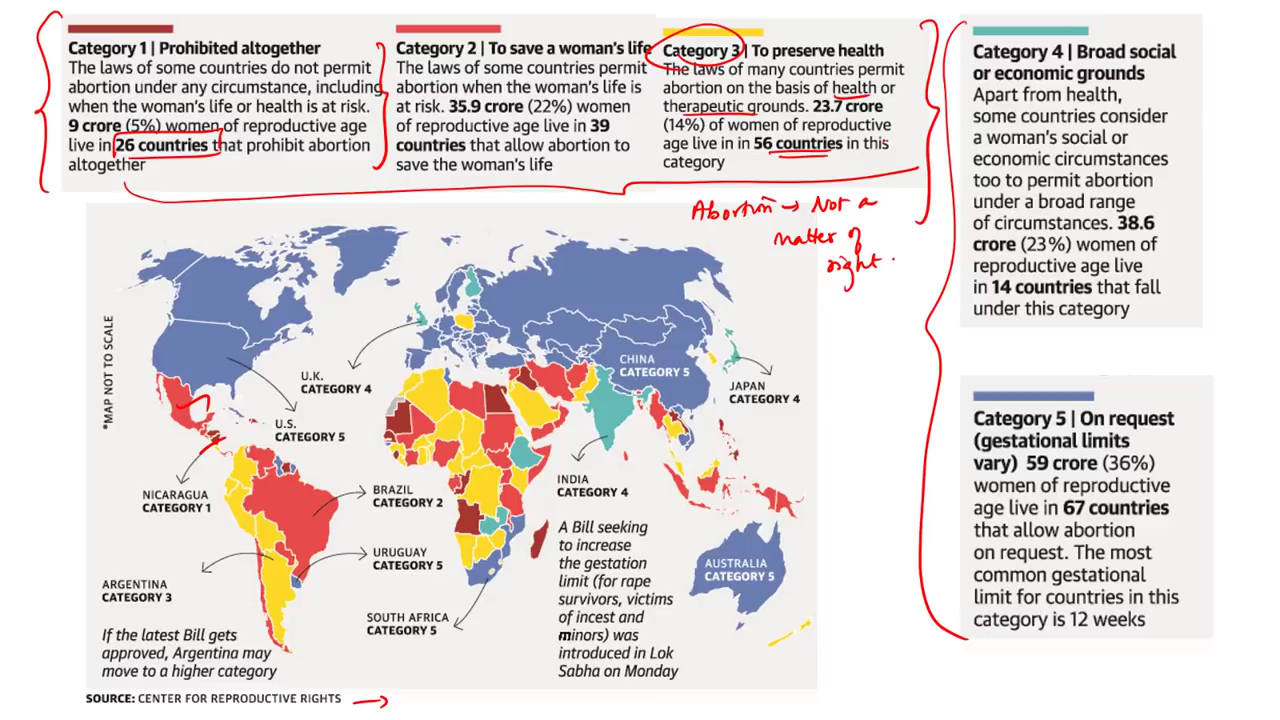 Category 1 | Prohibited altogether
The laws of some countries do not permit
abortion under any circumstance, including
when the woman's life or health is at risk.
9 crore (5%) women of reproductive age
live in 26 countries that prohibit abortion
altogether
Category 2 | To save a woman's life
The laws of some countries permit
abortion when the woman's life is
at risk. 35.9 crore (22%) women
of reproductive age live in 39
countries that allow abortion to
save the woman's life
Category 3 | To preserve health
The laws of many countries permit
abortion on the basis of health or
therapeutic grounds. 23.7 crore
(14%) of women of reproductive
age live in in 56 countries in this
category
Category 4 | Broad social
or economic grounds
Apart from health,
some countries consider
a woman's social or
economic circumstances
too to permit abortion
under a broad range
of circumstances. 38.6
crore (23%) women of
reproductive age live
in 14 countries that fall
under this category
Abortion → Not a
matter of
right.
*MAP NOT TO SCALE
U.K.
CATEGORY 4
CHINA
CATEGORY 5
JAPAN
CATEGORY 4
U.S.
CATEGORY 5
NICARAGUA
CATEGORY 1
BRAZIL
CATEGORY 2
INDIA
CATEGORY 4
URUGUAY
CATEGORY 5
AUSTRALIA
CATEGORY 5
ARGENTINA
CATEGORY 3
SOUTH AFRICA
CATEGORY 5
If the latest Bill gets
approved, Argentina may
move to a higher category
A Bill seeking
to increase
the gestation
limit (for rape
survivors, victims
of incest and
minors) was
introduced in Lok
Sabha on Monday
Category 5 | On request
(gestational limits
vary) 59 crore (36%)
women of reproductive
age live in 67 countries
that allow abortion
on request. The most
common gestational
limit for countries in this
category is 12 weeks
SOURCE: CENTER FOR REPRODUCTIVE RIGHTS →